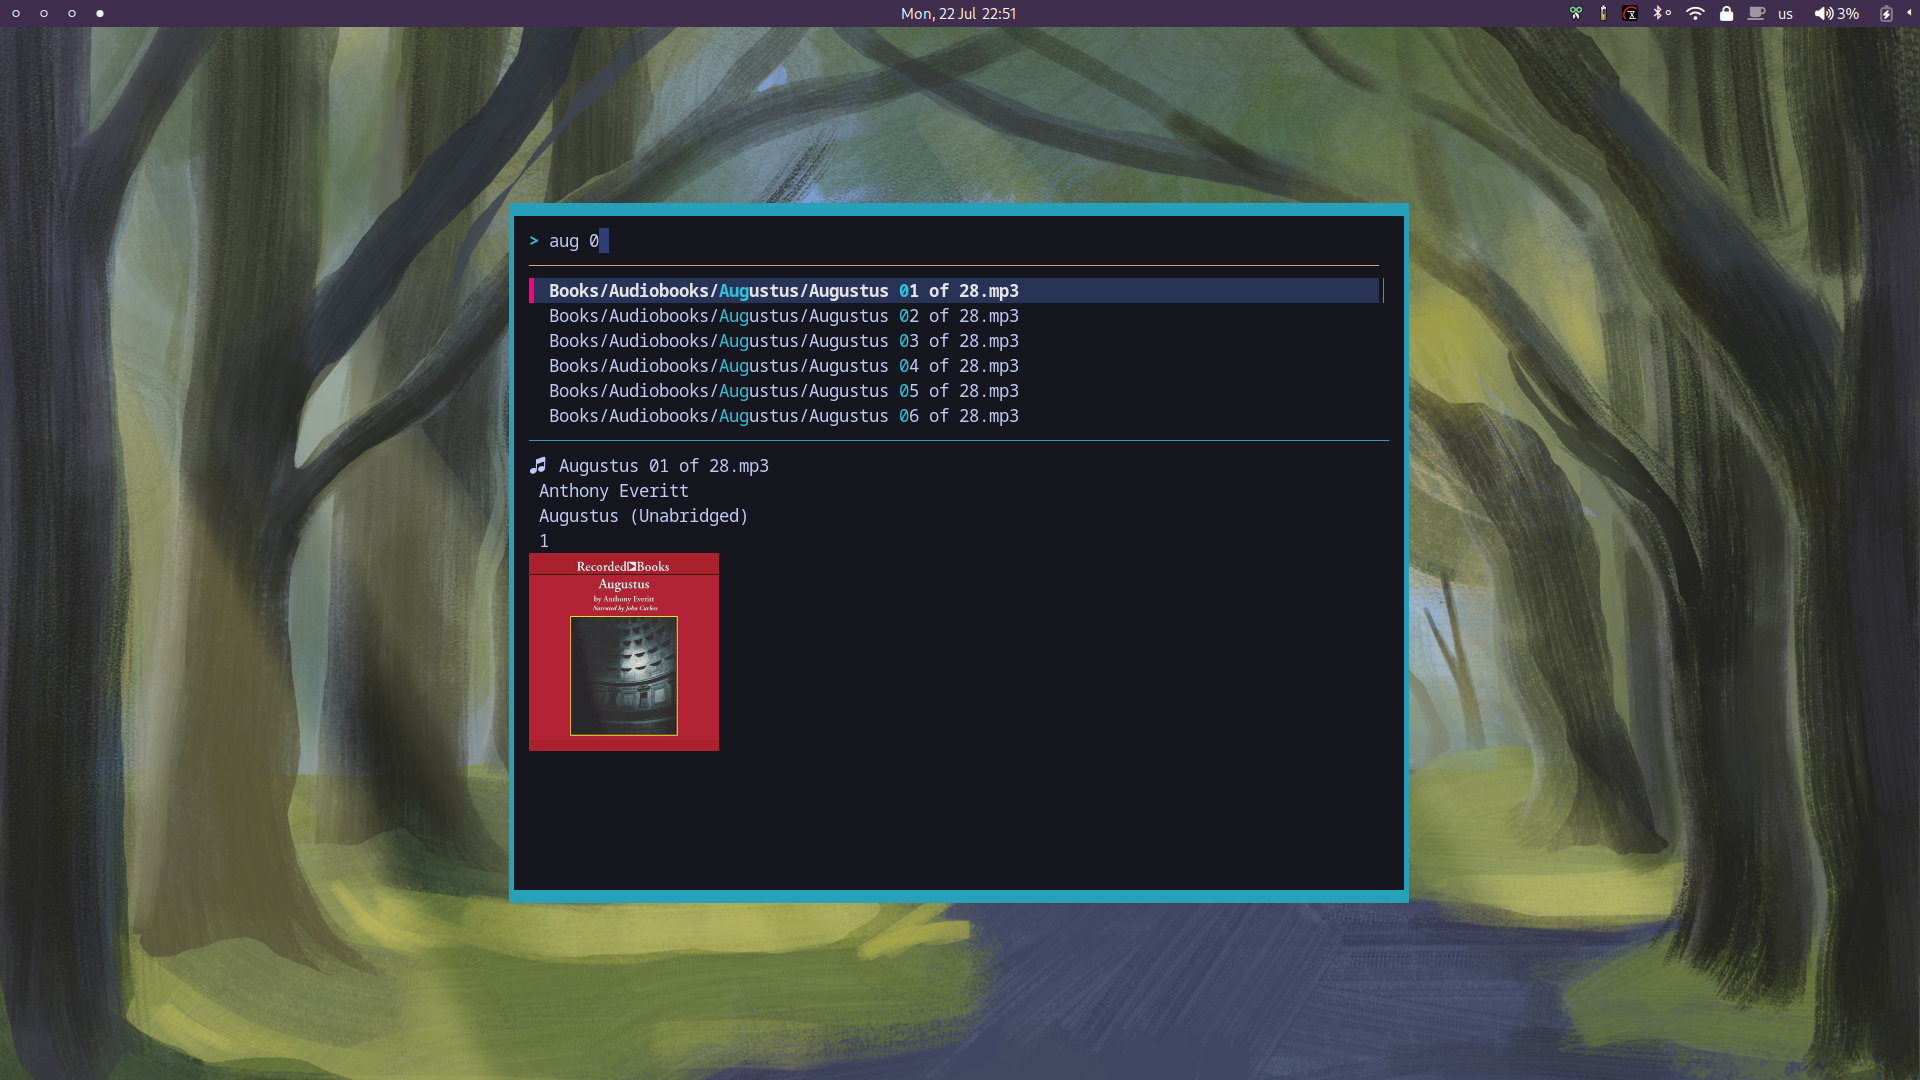 Mon, 22 Jul 22:51
us
3%
> aug 0
Books/Audiobooks/Augustus/Augustus 01 of 28.mp3
Books/Audiobooks/Augustus/Augustus 02 of 28.mp3
Books/Audiobooks/Augustus/Augustus 03 of 28.mp3
Books/Audiobooks/Augustus/Augustus 04 of 28.mp3
Books/Audiobooks/Augustus/Augustus 05 of 28.mp3
Books/Audiobooks/Augustus/Augustus 06 of 28.mp3
Augustus 01 of 28.mp3
Anthony Everitt
Augustus (Unabridged)
1
Recorded Books
Augustus
by Anthony Everitt
Narrated by John Curless